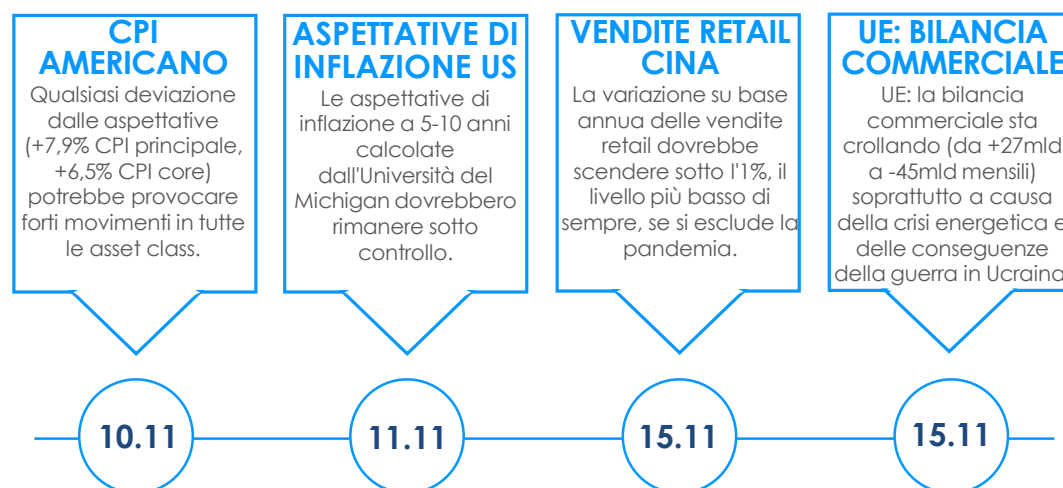 CPI
AMERICANO
Qualsiasi deviazione
dalle aspettative
(+7,9% CPI principale,
+6,5% CPI core)
potrebbe provocare
forti movimenti in tutte
le asset class.
ASPETTATIVE DI
INFLAZIONE US
Le aspettative di
inflazione a 5-10 anni
calcolate
dall'Università del
Michigan dovrebbero
rimanere sotto
controllo.
VENDITE RETAIL
CINA
La variazione su base
annua delle vendite
retail dovrebbe
scendere sotto l'1%, il
livello più basso di
sempre, se si esclude la
pandemia.
UE: BILANCIA
COMMERCIALE
UE: la bilancia
commerciale sta
crollando (da +27mld
a -45mld mensili)
soprattutto a causa
della crisi energetica e
delle conseguenze
della guerra in Ucraina
10.11
11.11
15.11
15.11